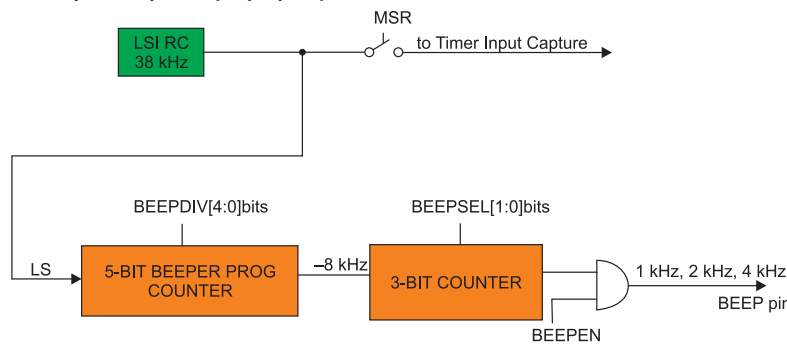 MSR
LSI RC
38 kHz
to Timer Input Capture
BEEPDIV[4:0]bits
BEEPSEL[1:0]bits
LS
5-BIT BEEPER PROG
COUNTER
–8 kHz
3-BIT COUNTER
1 kHz, 2 kHz, 4 kHz
BEEP pir
BEEPEN